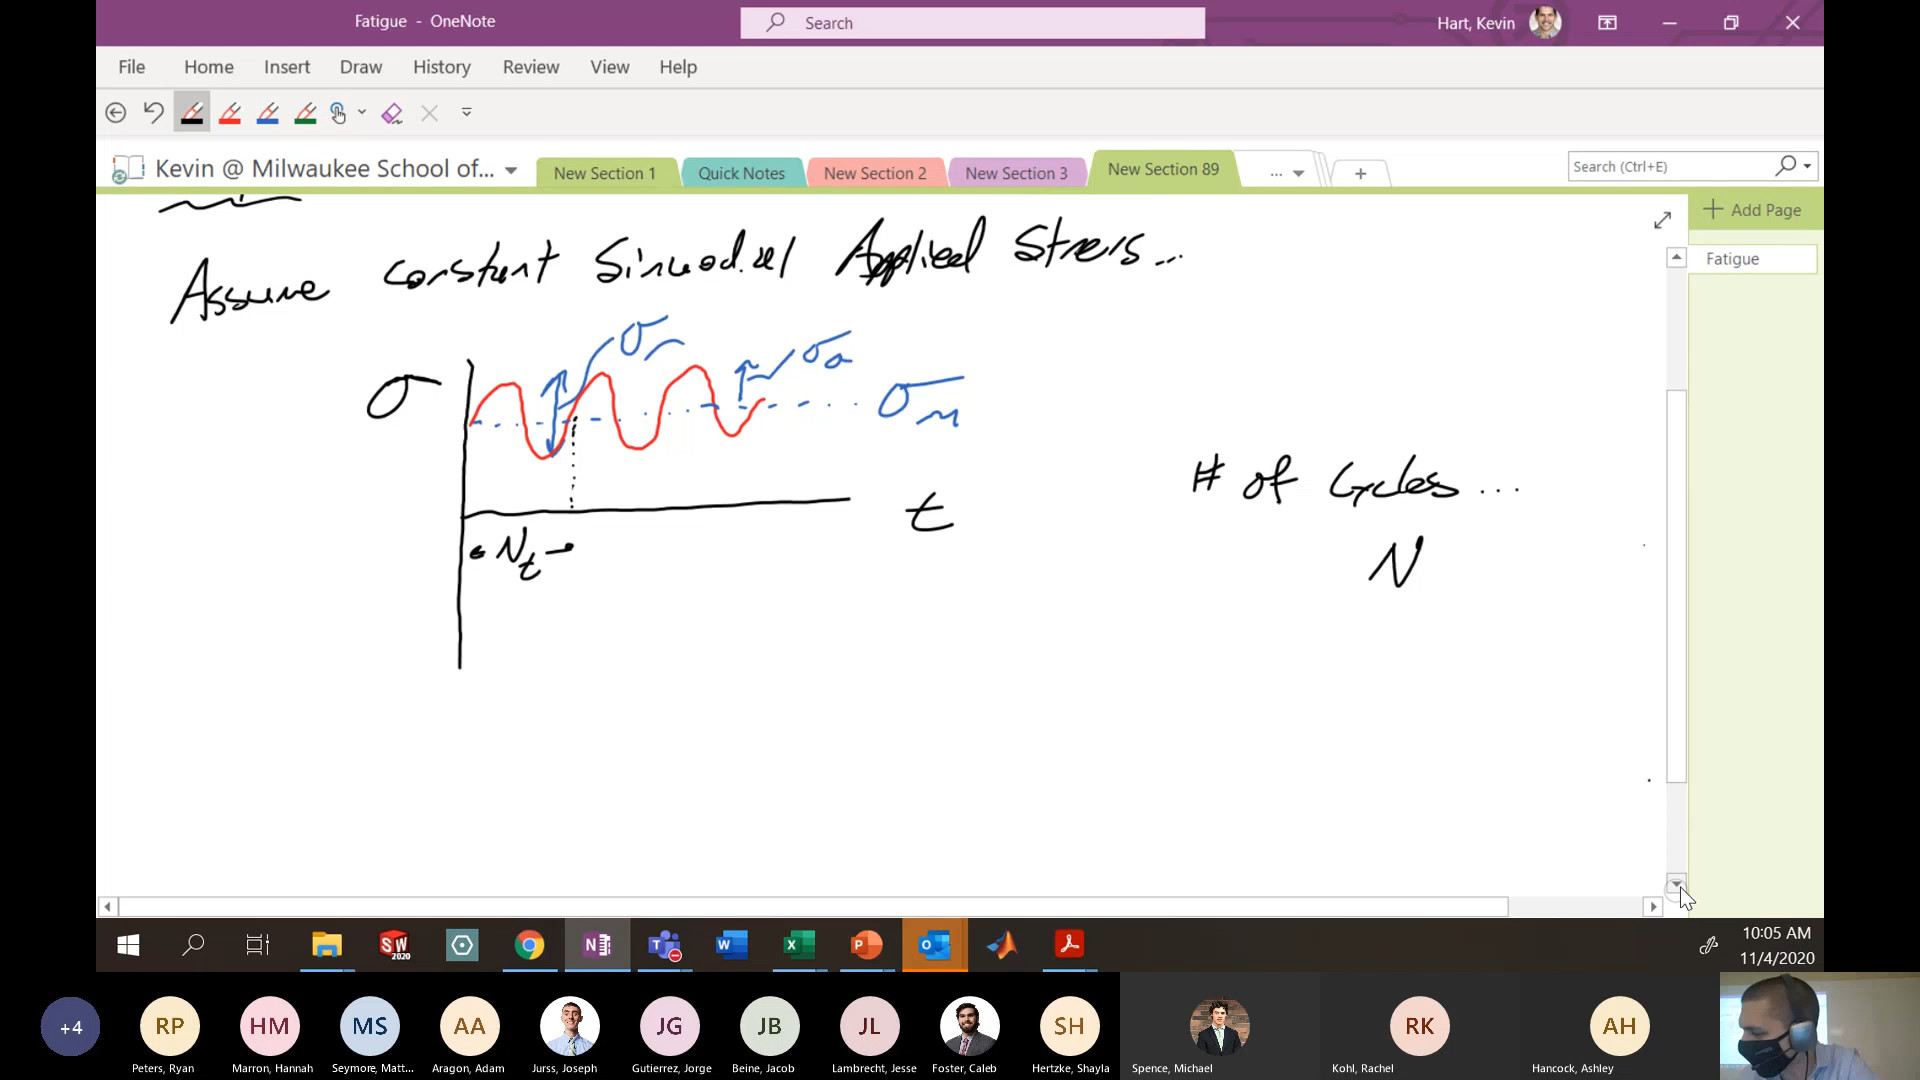 Fatigue - OneNote
Search
Hart, Kevin
File Home Insert Draw History Review View Help
Kevin @ Milwaukee School of...
New Section 1
Quick Notes
New Section 2
New Section 3
New Section 89
...
Search (Ctrl+E)
Add Page
Fatigue
Assume constant Sinusodial Applied Stress...
σ
σr
σa
σm
t
Nt
# of Cycles...
N
SW
2020
10:05 AM
11/4/2020
+4
RP
HM
MS
AA
JG
JB
JL
SH
RK
AH
Peters, Ryan
Marron, Hannah
Seymore, Matt...
Aragon, Adam
Jurss, Joseph
Gutierrez, Jorge
Beine, Jacob
Lambrecht, Jesse
Foster, Caleb
Hertzke, Shayla
Spence, Michael
Kohl, Rachel
Hancock, Ashley